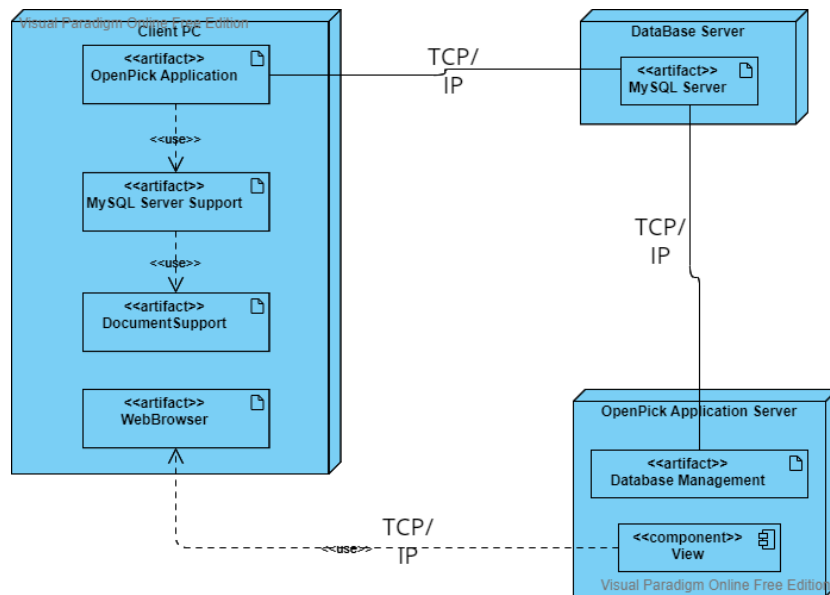 Visual Paradigm Online Free Edition
Client PC
<<artifact>>
OpenPick Application
<<use>>
<<artifact>>
MySQL Server Support
<<use>>
<<artifact>>
DocumentSupport
<<artifact>>
WebBrowser
TCP/
IP
DataBase Server
<<artifact>>
MySQL Server
TCP/
IP
OpenPick Application Server
<<artifact>>
Database Management
<<component>>
View
TCP/
IP
<<use>>
Visual Paradigm Online Free Edition